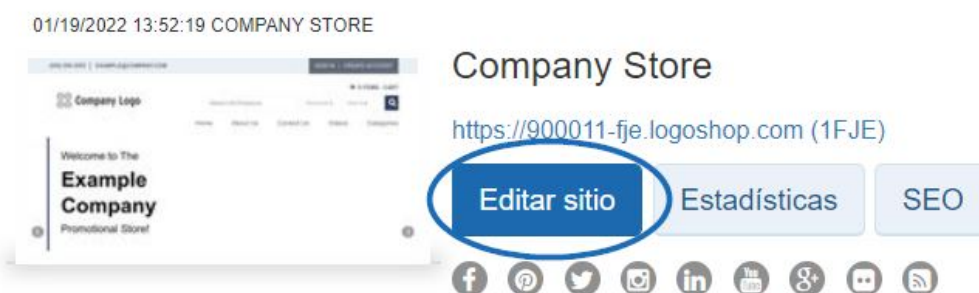 01/19/2022 13:52:19 COMPANY STORE
Company Logo
Welcome to The
Example
Company
Promotional Store!
Company Store
https://900011-fje.logoshop.com (1FJE)
Editar sitio
Estadísticas
SEO